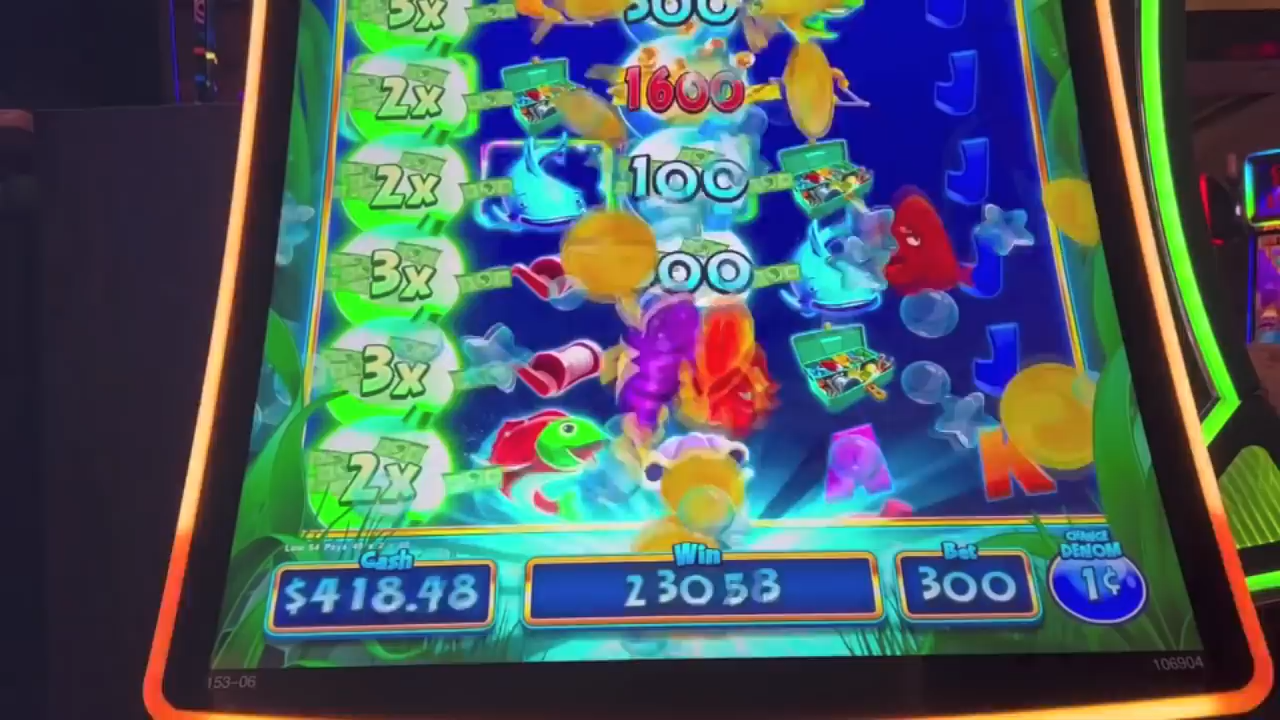 3x 300
2x 1600
2x 100
3x 00
3x
2x A K
Cash Win Bet CHANGE DENOM
$418.48 23058 300 1¢
153-06 106904
J
J
J
J
J